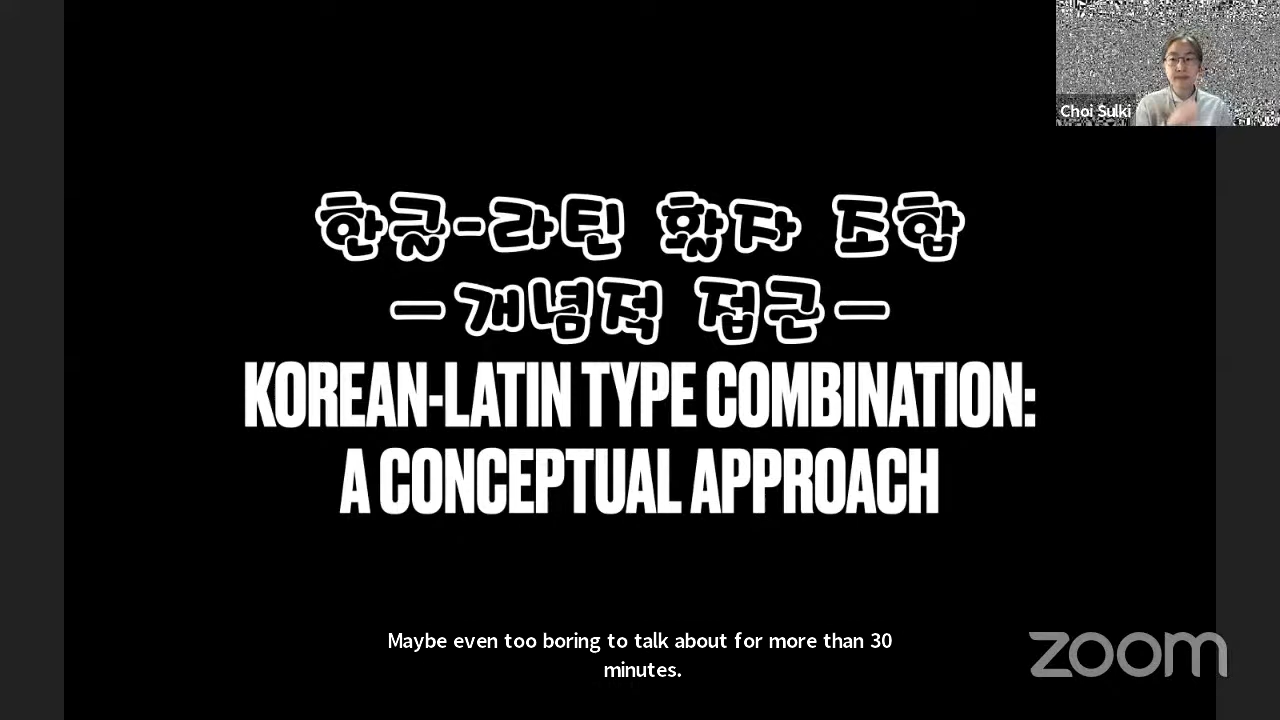 Choi Sulki
한글-라틴 활자 조합
—개념적 접근—
KOREAN-LATIN TYPE COMBINATION:
A CONCEPTUAL APPROACH
Maybe even too boring to talk about for more than 30
minutes.
zoom